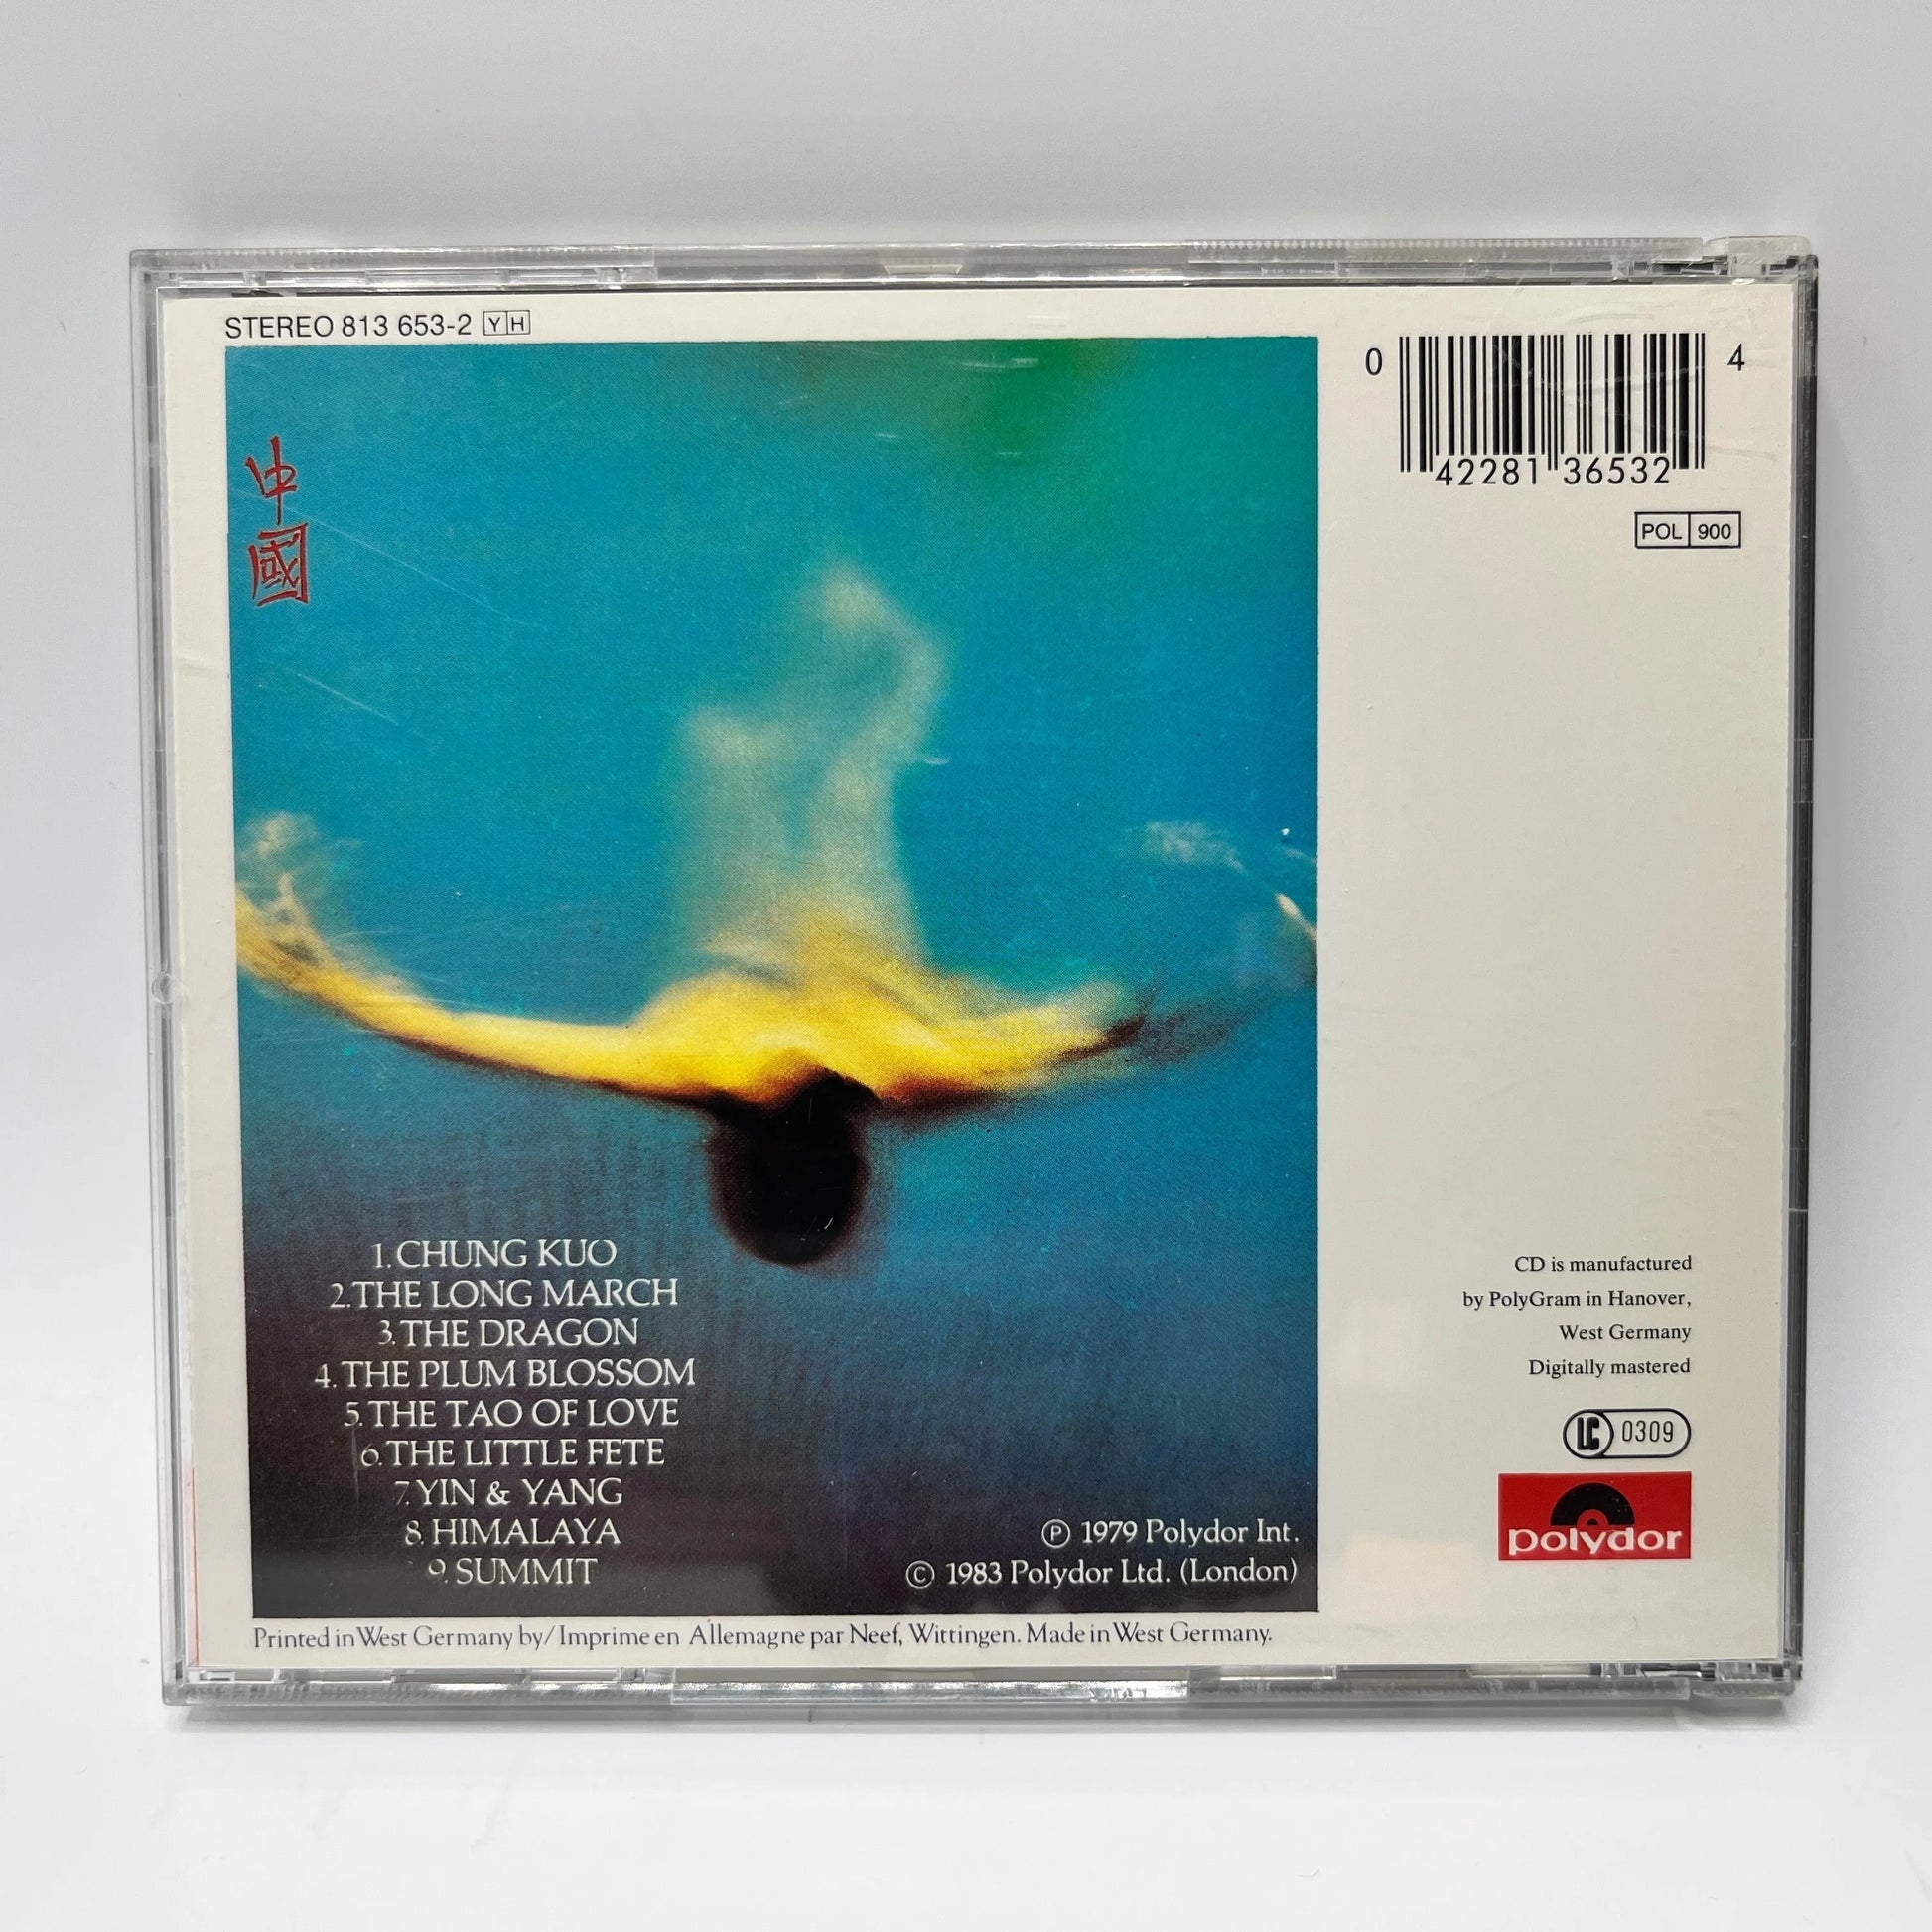 STEREO 813 653-2 YH
0 42281 36532 4
POL 900
中
國
1. CHUNG KUO
2. THE LONG MARCH
3. THE DRAGON
4. THE PLUM BLOSSOM
5. THE TAO OF LOVE
6. THE LITTLE FETE
7. YIN & YANG
8. HIMALAYA
9. SUMMIT
Ⓟ 1979 Polydor Int.
© 1983 Polydor Ltd. (London)
CD is manufactured
by PolyGram in Hanover,
West Germany
Digitally mastered
LC 0309
polydor
Printed in West Germany by/Imprime en Allemagne par Neef, Wittingen. Made in West Germany.